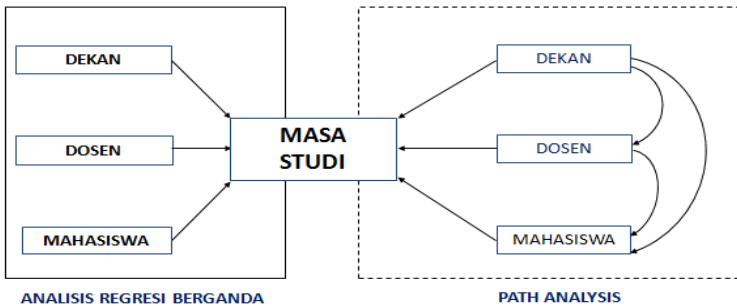 DEKAN
DOSEN
MAHASISWA
MASA
STUDI
DEKAN
DOSEN
MAHASISWA
ANALISIS REGRESI BERGANDA
PATH ANALYSIS